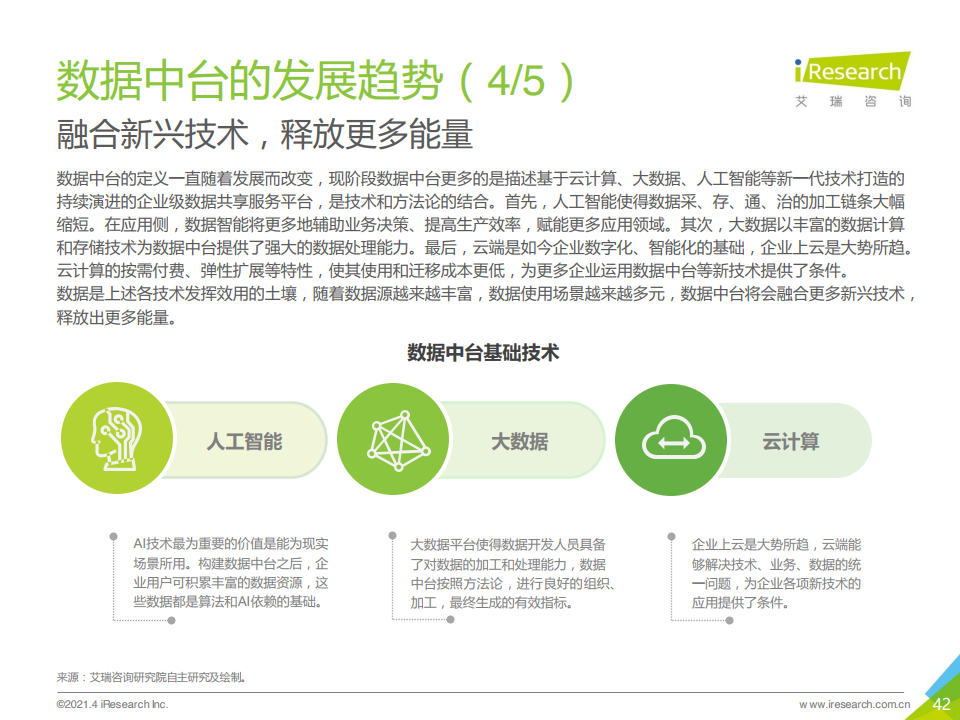 数据中台的发展趋势（4/5）
iResearch
艾 瑞 咨 询
融合新兴技术，释放更多能量
数据中台的定义一直随着发展而改变，现阶段数据中台更多的是描述基于云计算、大数据、人工智能等新一代技术打造的
持续演进的企业级数据共享服务平台，是技术和方法论的结合。首先，人工智能使得数据采、存、通、治的加工链条大幅
缩短。在应用侧，数据智能将更多地辅助业务决策、提高生产效率，赋能更多应用领域。其次，大数据以丰富的数据计算
和存储技术为数据中台提供了强大的数据处理能力。最后，云端是如今企业数字化、智能化的基础，企业上云是大势所趋。
云计算的按需付费、弹性扩展等特性，使其使用和迁移成本更低，为更多企业运用数据中台等新技术提供了条件。
数据是上述各技术发挥效用的土壤，随着数据源越来越丰富，数据使用场景越来越多元，数据中台将会融合更多新兴技术，
释放出更多能量。
数据中台基础技术
人工智能
大数据
云计算
AI技术最为重要的价值是能为现实
场景所用。构建数据中台之后，企
业用户可积累丰富的数据资源，这
些数据都是算法和AI依赖的基础。
大数据平台使得数据开发人员具备
了对数据的加工和处理能力，数据
中台按照方法论，进行良好的组织、
加工，最终生成的有效指标。
企业上云是大势所趋，云端能
够解决技术、业务、数据的统
一问题，为企业各项新技术的
应用提供了条件。
来源：艾瑞咨询研究院自主研究及绘制。
©2021.4 iResearch Inc.
www.iresearch.com.cn
42